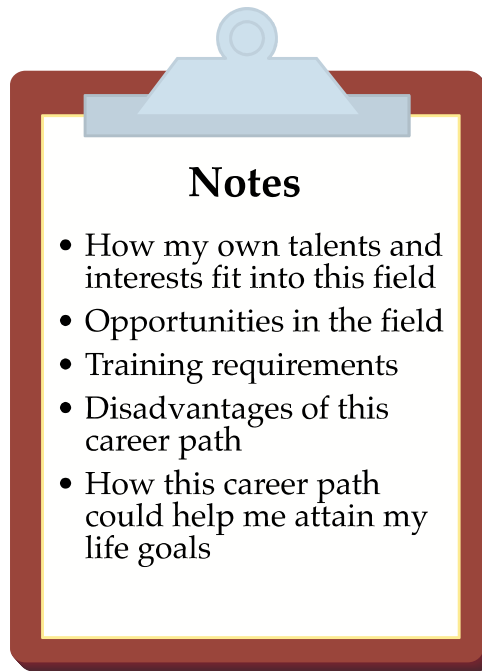 Notes
• How my own talents and
interests fit into this field
• Opportunities in the field
• Training requirements
• Disadvantages of this
career path
• How this career path
could help me attain my
life goals